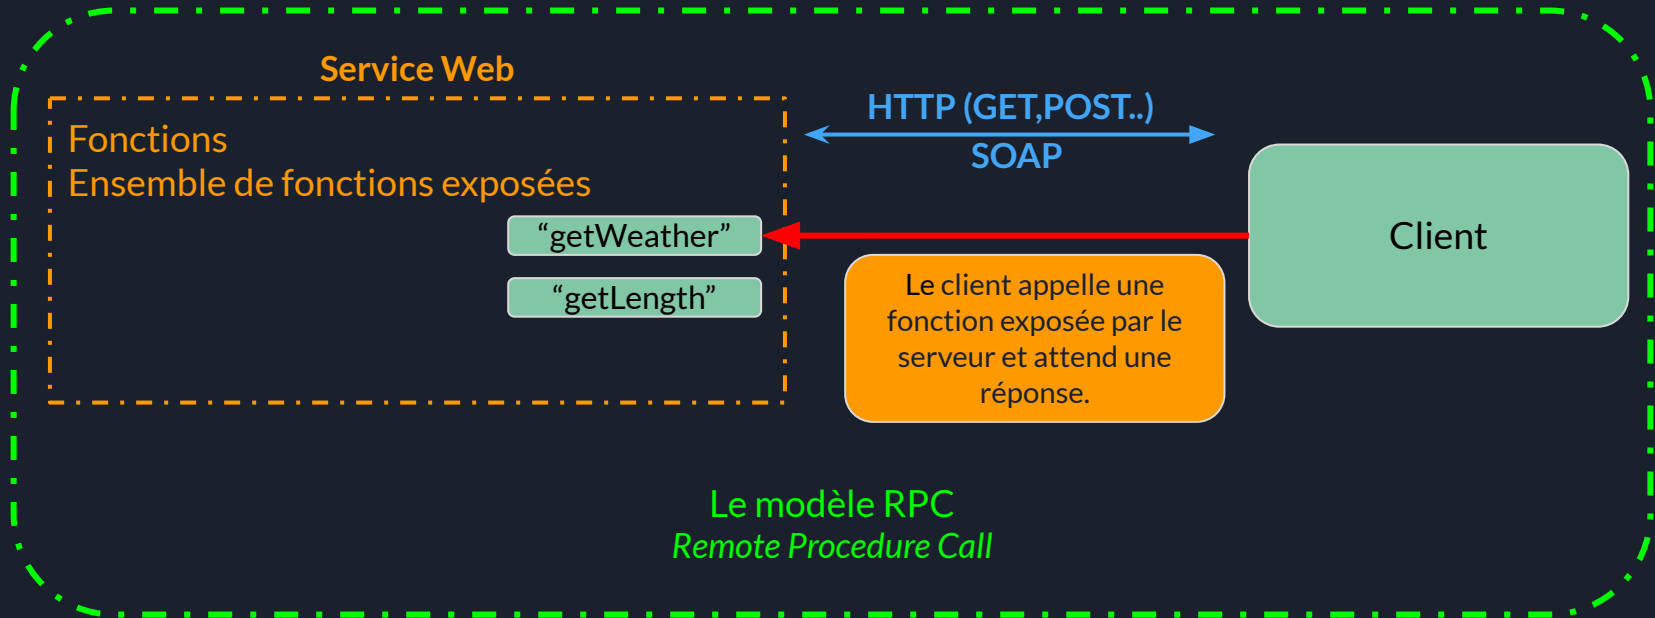 Service Web
Fonctions
Ensemble de fonctions exposées
“getWeather”
“getLength”
HTTP (GET,POST..)
SOAP
Client
Le client appelle une
fonction exposée par le
serveur et attend une
réponse.
Le modèle RPC
Remote Procedure Call